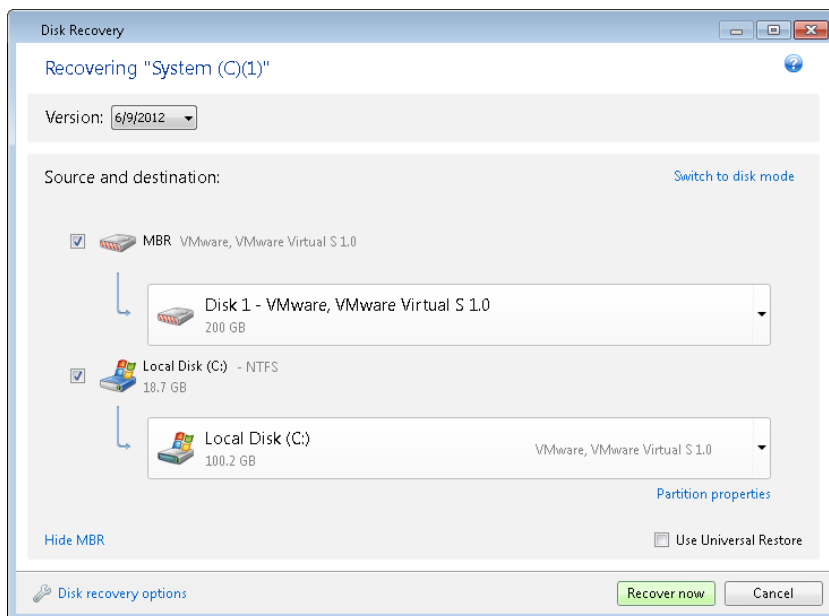 Disk Recovery
Recovering "System (C)(1)"
Version: 6/9/2012
Source and destination:
Switch to disk mode
MBR VMware, VMware Virtual S 1.0
Disk 1 - VMware, VMware Virtual S 1.0
200 GB
Local Disk (C:) - NTFS
18.7 GB
Local Disk (C:)
100.2 GB
VMware, VMware Virtual S 1.0
Partition properties
Hide MBR
Use Universal Restore
Disk recovery options
Recover now
Cancel